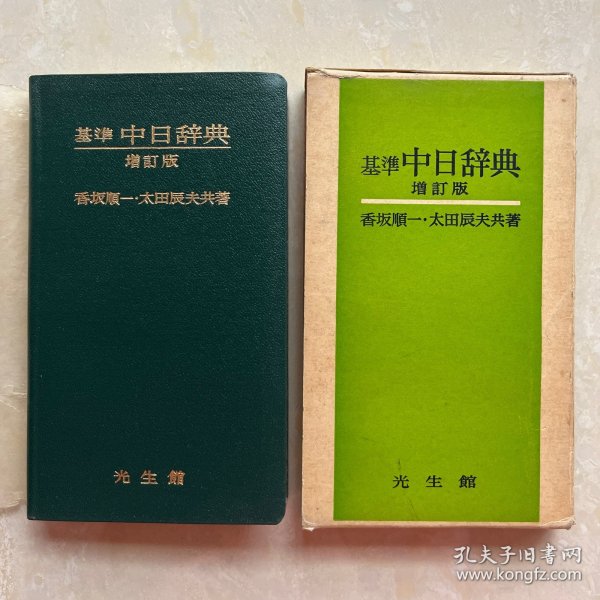 基準 中日辞典
増訂版
香坂順一・太田辰夫共著
光生館
基準 中日辞典
増訂版
香坂順一・太田辰夫共著
光生館
孔夫子旧书网
www.kongfz.com